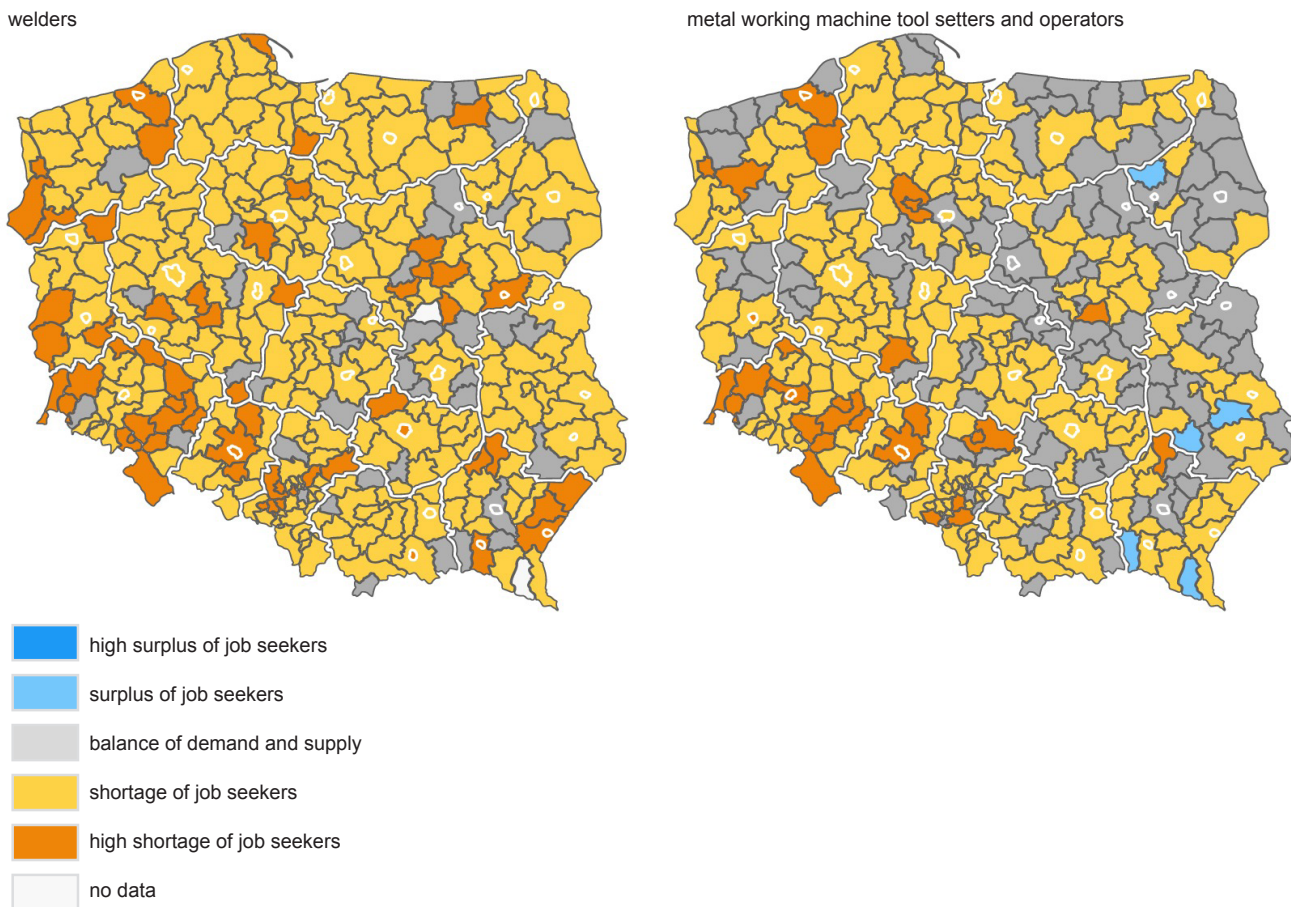 welders
metal working machine tool setters and operators
high surplus of job seekers
surplus of job seekers
balance of demand and supply
shortage of job seekers
high shortage of job seekers
no data